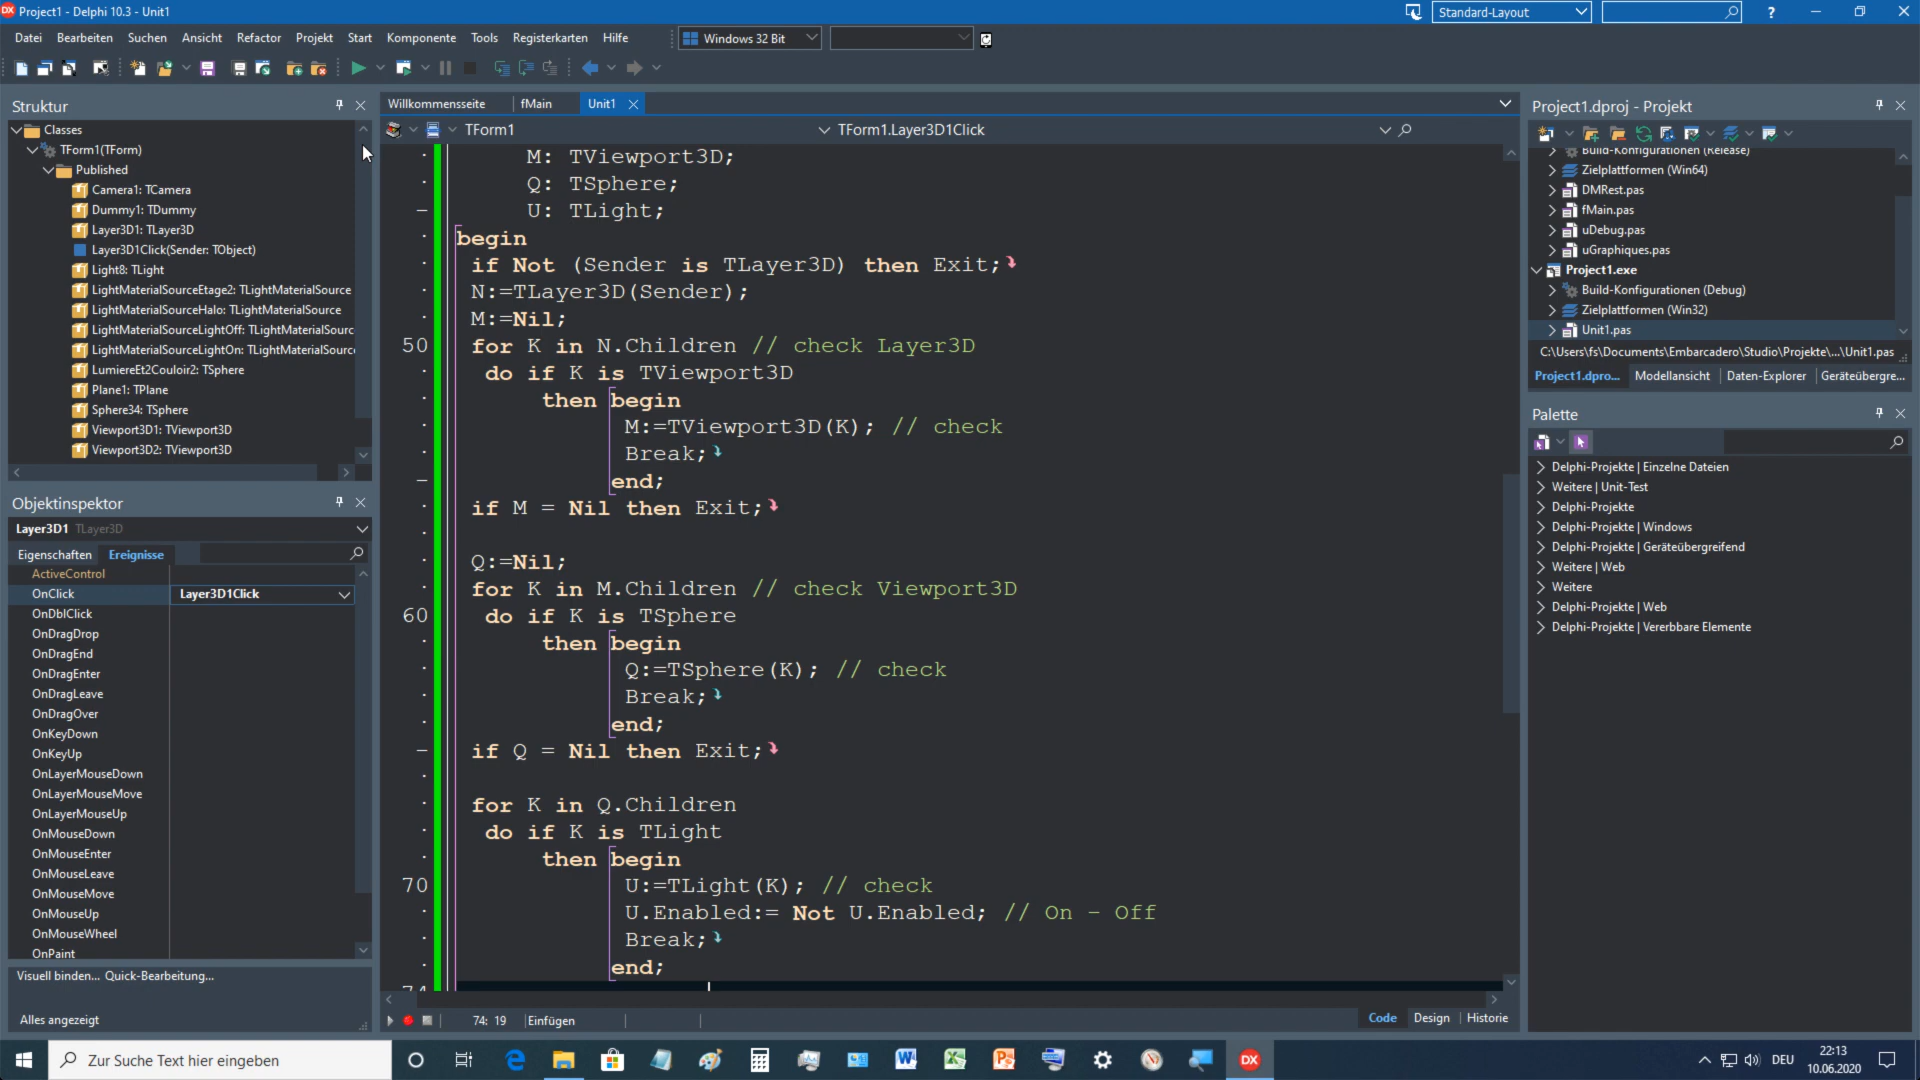 Project1 - Delphi 10.3 - Unit1
Standard-Layout
?
Datei Bearbeiten Suchen Ansicht Refactor Projekt Start Komponente Tools Registerkarten Hilfe
Windows 32 Bit
Struktur
Classes
TForm1(TForm)
Published
Camera1: TCamera
Dummy1: TDummy
Layer3D1: TLayer3D
Layer3D1Click(Sender: TObject)
Light8: TLight
LightMaterialSourceEtage2: TLightMaterialSource
LightMaterialSourceHalo: TLightMaterialSource
LightMaterialSourceLightOff: TLightMaterialSourc
LightMaterialSourceLightOn: TLightMaterialSourc
LumiereEt2Couloir2: TSphere
Plane1: TPlane
Sphere34: TSphere
Viewport3D1: TViewport3D
Viewport3D2: TViewport3D
Objektinspektor
Layer3D1 TLayer3D
Eigenschaften Ereignisse
ActiveControl
OnClick Layer3D1Click
OnDblClick
OnDragDrop
OnDragEnd
OnDragEnter
OnDragLeave
OnDragOver
OnKeyDown
OnKeyUp
OnLayerMouseDown
OnLayerMouseMove
OnLayerMouseUp
OnMouseDown
OnMouseEnter
OnMouseLeave
OnMouseMove
OnMouseUp
OnMouseWheel
OnPaint
Visuell binden... Quick-Bearbeitung...
Alles angezeigt
Willkommensseite fMain Unit1
TForm1 TForm1.Layer3D1Click
M: TViewport3D;
Q: TSphere;
U: TLight;
begin
if Not (Sender is TLayer3D) then Exit;
N:=TLayer3D(Sender);
M:=Nil;
50 for K in N.Children // check Layer3D
do if K is TViewport3D
then begin
M:=TViewport3D(K); // check
Break;
end;
if M = Nil then Exit;
Q:=Nil;
for K in M.Children // check Viewport3D
60 do if K is TSphere
then begin
Q:=TSphere(K); // check
Break;
end;
if Q = Nil then Exit;
for K in Q.Children
do if K is TLight
then begin
70 U:=TLight(K); // check
U.Enabled:= Not U.Enabled; // On - Off
Break;
end;
74
74: 19 Einfügen
Code Design Historie
Project1.dproj - Projekt
Build-Konfigurationen (Release)
Zielplattformen (Win64)
DMRest.pas
fMain.pas
uDebug.pas
uGraphiques.pas
Project1.exe
Build-Konfigurationen (Debug)
Zielplattformen (Win32)
Unit1.pas
C:\Users\fs\Documents\Embarcadero\Studio\Projekte\...\Unit1.pas
Project1.dpro... Modellansicht Daten-Explorer Geräteübergre...
Palette
Delphi-Projekte | Einzelne Dateien
Weitere | Unit-Test
Delphi-Projekte
Delphi-Projekte | Windows
Delphi-Projekte | Geräteübergreifend
Weitere | Web
Weitere
Delphi-Projekte | Web
Delphi-Projekte | Vererbbare Elemente
Zur Suche Text hier eingeben
DX
DEU
22:13
10.06.2020